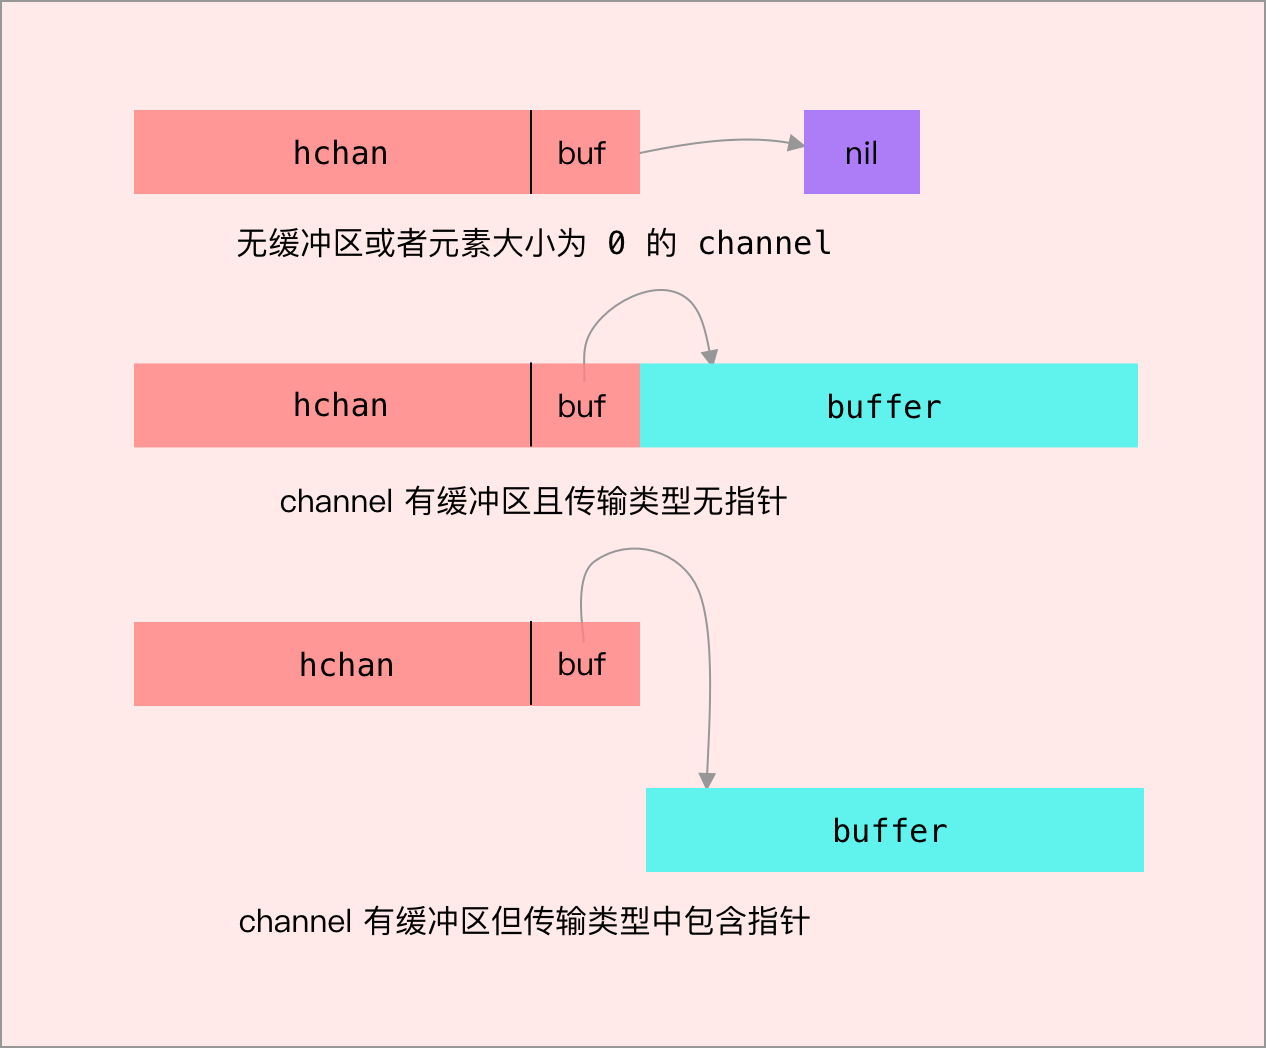 hchan buf nil
无缓冲区或者元素大小为 0 的 channel
hchan buf buffer
channel 有缓冲区且传输类型无指针
hchan buf
buffer
channel 有缓冲区但传输类型中包含指针